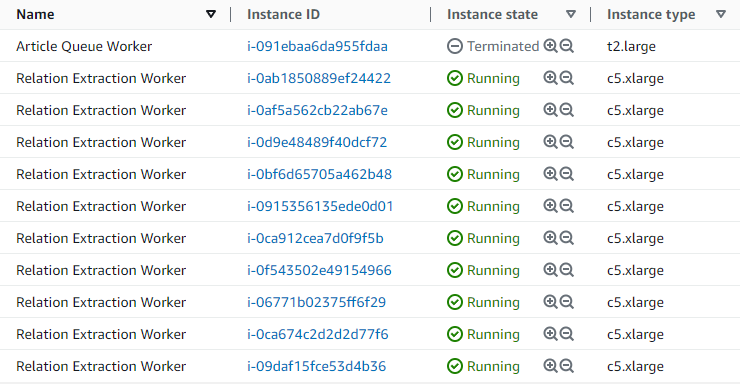 Name Instance ID Instance state Instance type
Article Queue Worker i-091ebaa6da955fdaa Terminated t2.large
Relation Extraction Worker i-0ab1850889ef24422 Running c5.xlarge
Relation Extraction Worker i-0af5a562cb22ab67e Running c5.xlarge
Relation Extraction Worker i-0d9e48489f40dcf72 Running c5.xlarge
Relation Extraction Worker i-0bf6d65705a462b48 Running c5.xlarge
Relation Extraction Worker i-0915356135ede0d01 Running c5.xlarge
Relation Extraction Worker i-0ca912cea7d0f9f5b Running c5.xlarge
Relation Extraction Worker i-0f543502e49154966 Running c5.xlarge
Relation Extraction Worker i-06771b02375ff6f29 Running c5.xlarge
Relation Extraction Worker i-0ca674c2d2d2d77f6 Running c5.xlarge
Relation Extraction Worker i-09daf15fce53d4b36 Running c5.xlarge